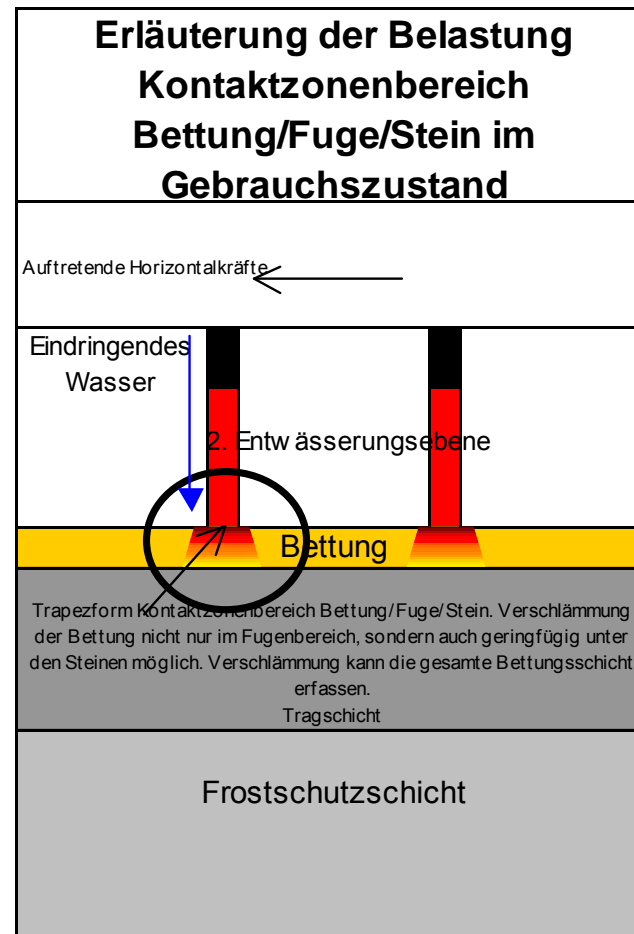 Erläuterung der Belastung
Kontaktzonenbereich
Bettung/Fuge/Stein im
Gebrauchszustand
Auftretende Horizontalkräfte
Eindringendes
Wasser
2. Entwässerungsebene
Bettung
Trapezform Kontaktzonenbereich Bettung/Fuge/Stein. Verschlämmung
der Bettung nicht nur im Fugenbereich, sondern auch geringfügig unter
den Steinen möglich. Verschlämmung kann die gesamte Bettungsschicht
erfassen.
Tragschicht
Frostschutzschicht